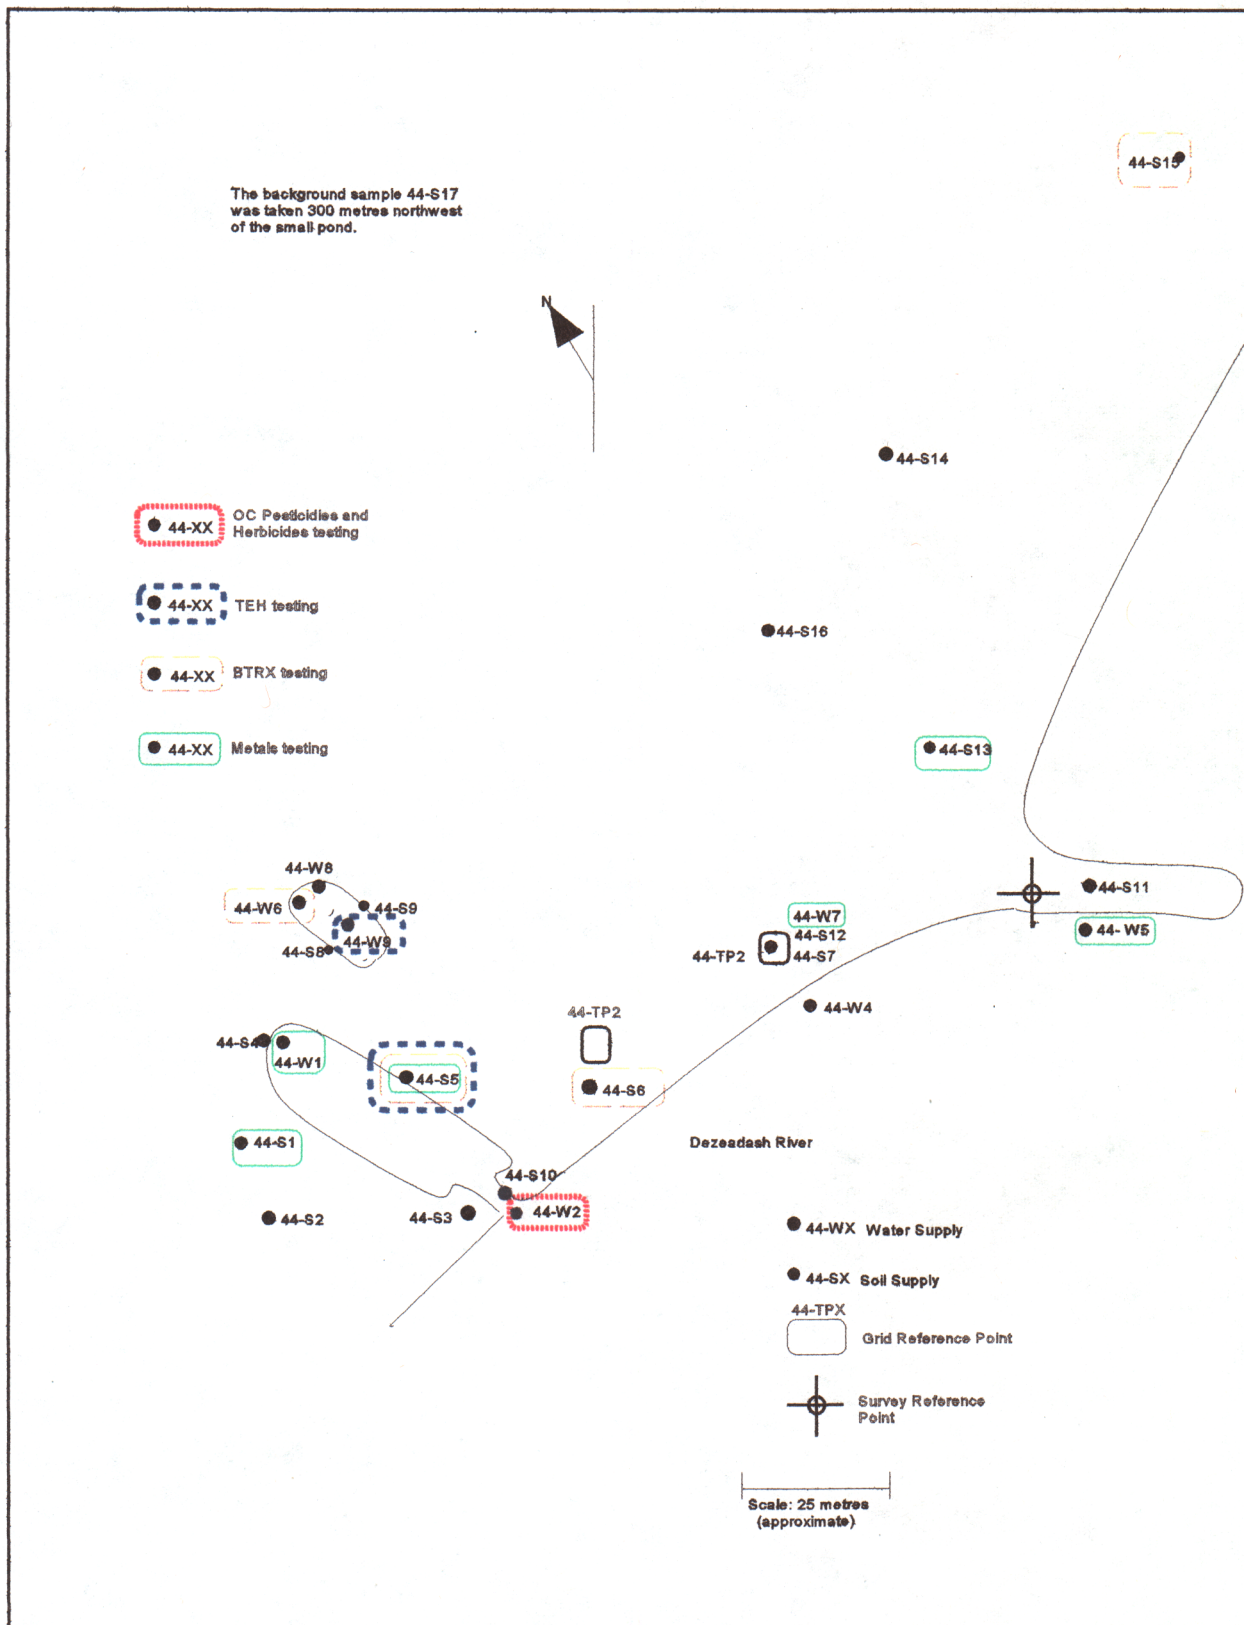 44-S15
The background sample 44-S17
was taken 300 metres northwest
of the small pond.
N
44-S14
44-XX
OC Pesticidies and
Herbicides testing
44-XX
TEH testing
44-S16
44-XX
BTRX testing
44-XX
Metals testing
44-S13
44-W8
44-W6
44-S9
44-W9
44-S8
44-S11
44-W7
44-S12
44-S7
44-TP2
44- W5
44-W4
44-TP2
44-S4
44-W1
44-S5
44-S6
44-S1
Dezeadash River
44-S10
44-S2
44-S3
44-W2
44-WX Water Supply
44-SX Soil Supply
44-TPX
Grid Reference Point
Survey Reference
Point
Scale: 25 metres
(approximate)